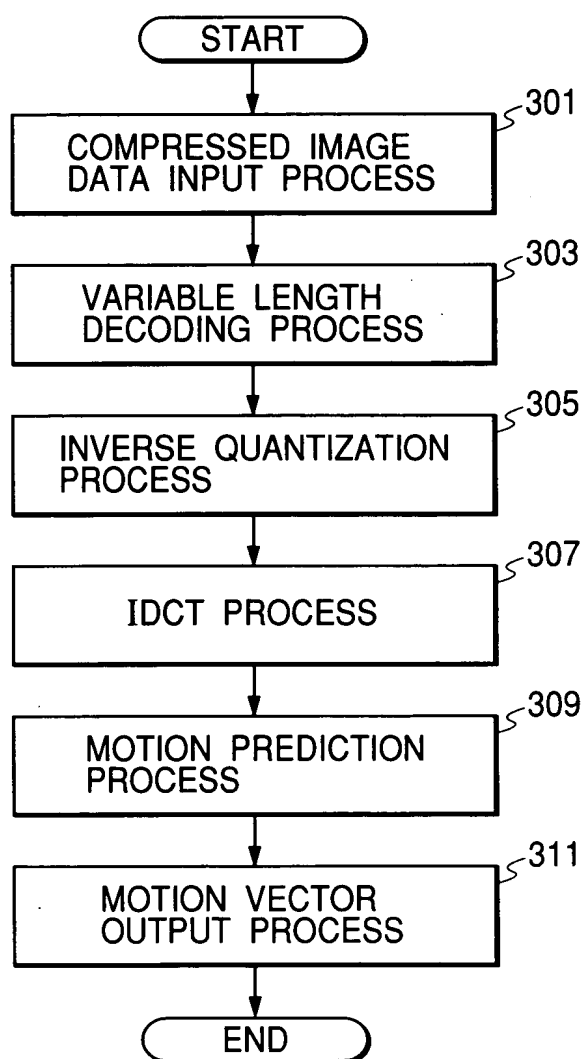 START
301
COMPRESSED IMAGE
DATA INPUT PROCESS
303
VARIABLE LENGTH
DECODING PROCESS
305
INVERSE QUANTIZATION
PROCESS
307
IDCT PROCESS
309
MOTION PREDICTION
PROCESS
311
MOTION VECTOR
OUTPUT PROCESS
END